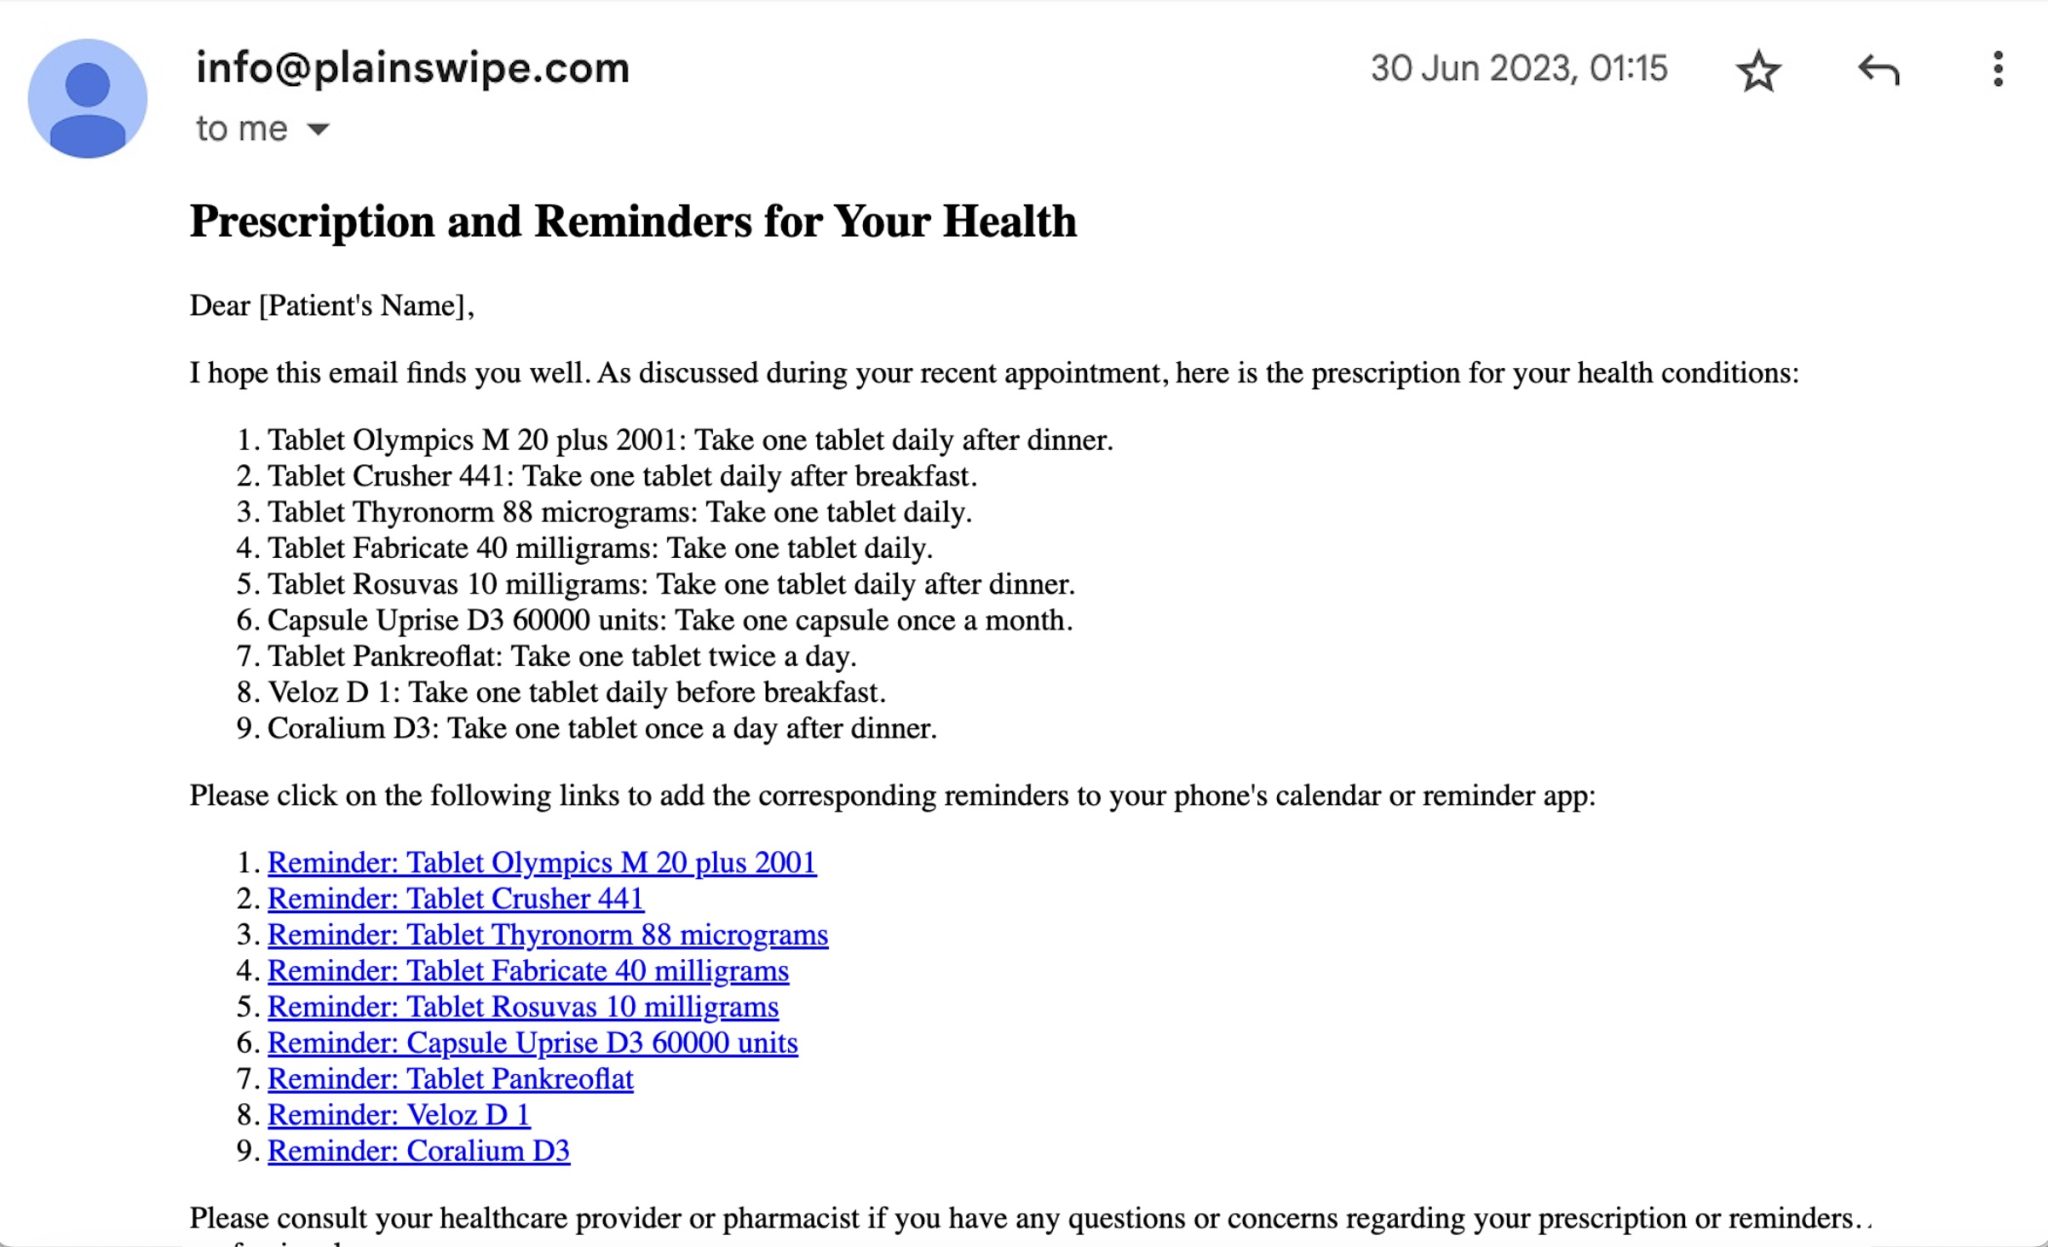 info@plainswipe.com
30 Jun 2023, 01:15
to me
Prescription and Reminders for Your Health
Dear [Patient's Name],
I hope this email finds you well. As discussed during your recent appointment, here is the prescription for your health conditions:
1. Tablet Olympics M 20 plus 2001: Take one tablet daily after dinner.
2. Tablet Crusher 441: Take one tablet daily after breakfast.
3. Tablet Thyronorm 88 micrograms: Take one tablet daily.
4. Tablet Fabricate 40 milligrams: Take one tablet daily.
5. Tablet Rosuvas 10 milligrams: Take one tablet daily after dinner.
6. Capsule Uprise D3 60000 units: Take one capsule once a month.
7. Tablet Pankreoflat: Take one tablet twice a day.
8. Veloz D 1: Take one tablet daily before breakfast.
9. Coralium D3: Take one tablet once a day after dinner.
Please click on the following links to add the corresponding reminders to your phone's calendar or reminder app:
1. Reminder: Tablet Olympics M 20 plus 2001
2. Reminder: Tablet Crusher 441
3. Reminder: Tablet Thyronorm 88 micrograms
4. Reminder: Tablet Fabricate 40 milligrams
5. Reminder: Tablet Rosuvas 10 milligrams
6. Reminder: Capsule Uprise D3 60000 units
7. Reminder: Tablet Pankreoflat
8. Reminder: Veloz D 1
9. Reminder: Coralium D3
Please consult your healthcare provider or pharmacist if you have any questions or concerns regarding your prescription or reminders. .